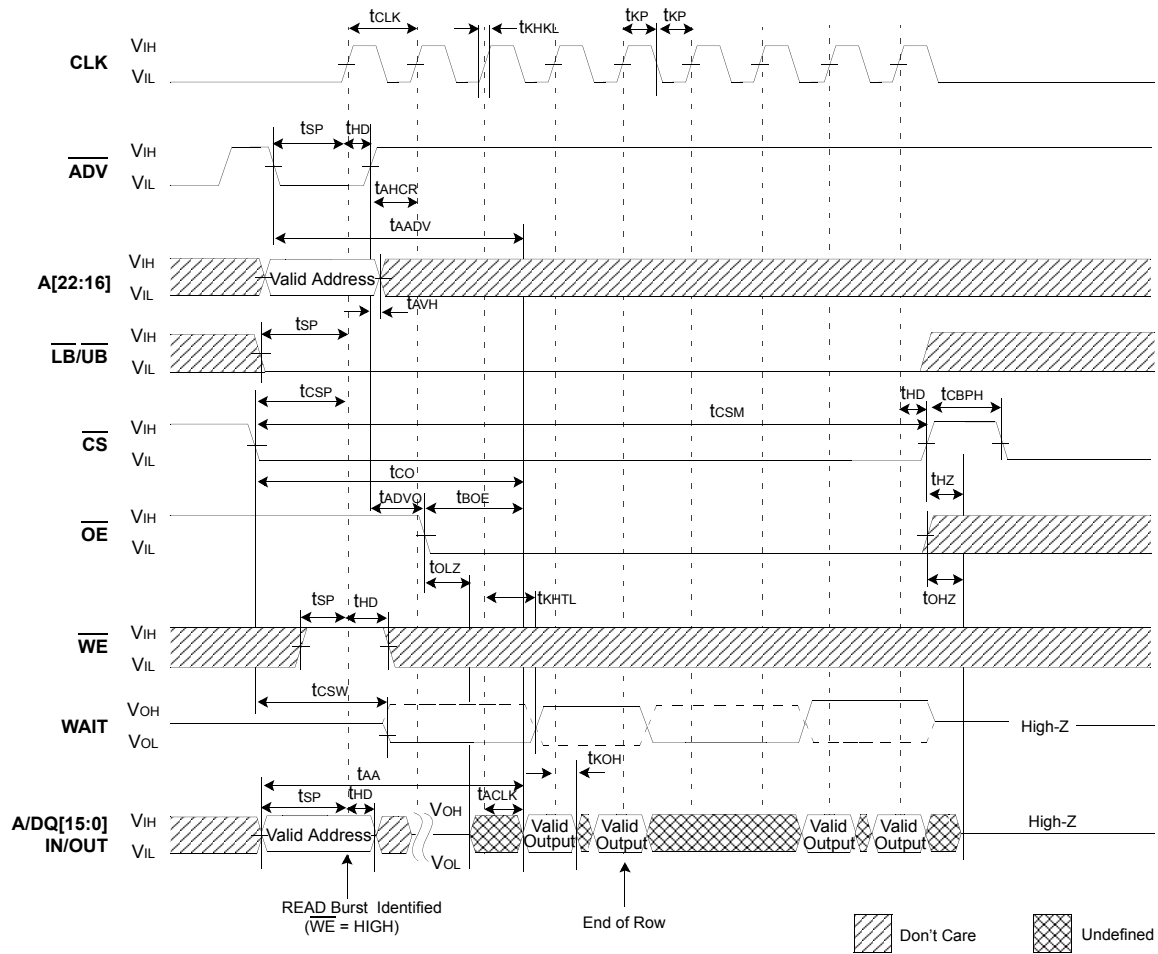 tCLK
tKHKL
tKP
tKP
CLK
VIH
VIL
tSP
tHD
ADV
VIH
VIL
tAHCR
tAADV
A[22:16]
VIH
VIL
Valid Address
tAVH
tSP
LB/UB
VIH
VIL
tCSP
tCSM
tHD
tCBPH
CS
VIH
VIL
tCO
tHZ
tADVO
tBOE
OE
VIH
VIL
tOLZ
tOHZ
tSP
tHD
tKHTL
WE
VIH
VIL
tCSW
WAIT
VOH
VOL
High-Z
tKOH
tAA
tSP
tHD
tACLK
A/DQ[15:0]
IN/OUT
VIH
VIL
Valid Address
VOH
VOL
Valid
Output
Valid
Output
Valid
Output
Valid
Output
High-Z
READ Burst Identified
(WE = HIGH)
End of Row
Don't Care
Undefined